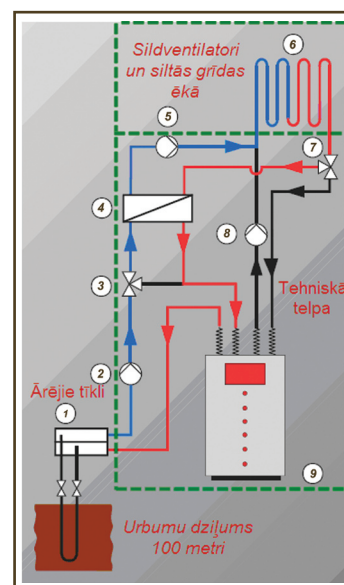 Sildventilatori
un siltās grīdas
ēkā
6
5
7
4
8
3
Tehniskā
telpa
2
Ārējie tīkli
1
9
Urbumu dziļums
100 metri